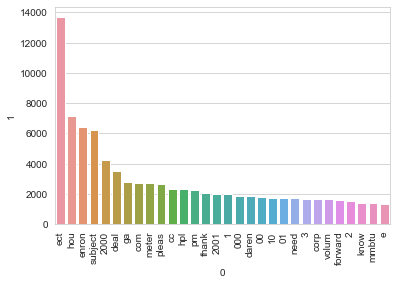 14000
12000
10000
8000
6000
4000
2000
0
1
ect
hou
enron
subject
2000
deal
ga
com
meter
pleas
cc
hpl
pm
thank
2001
1
000
daren
00
10
01
need
3
corp
volum
forward
2
know
mmbtu
e
0